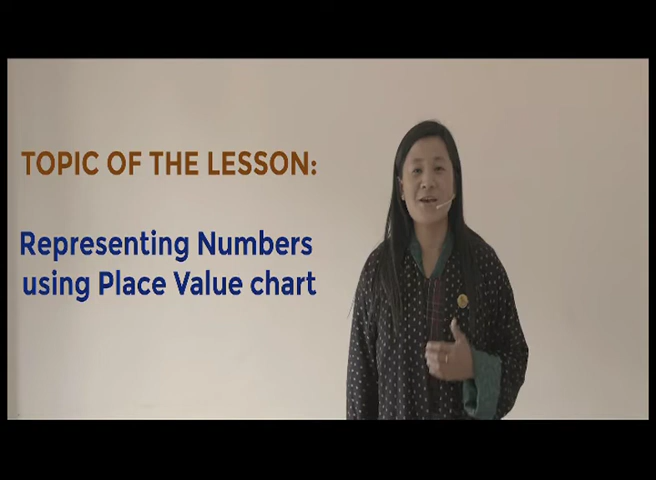 TOPIC OF THE LESSON:
Representing Numbers
using Place Value chart